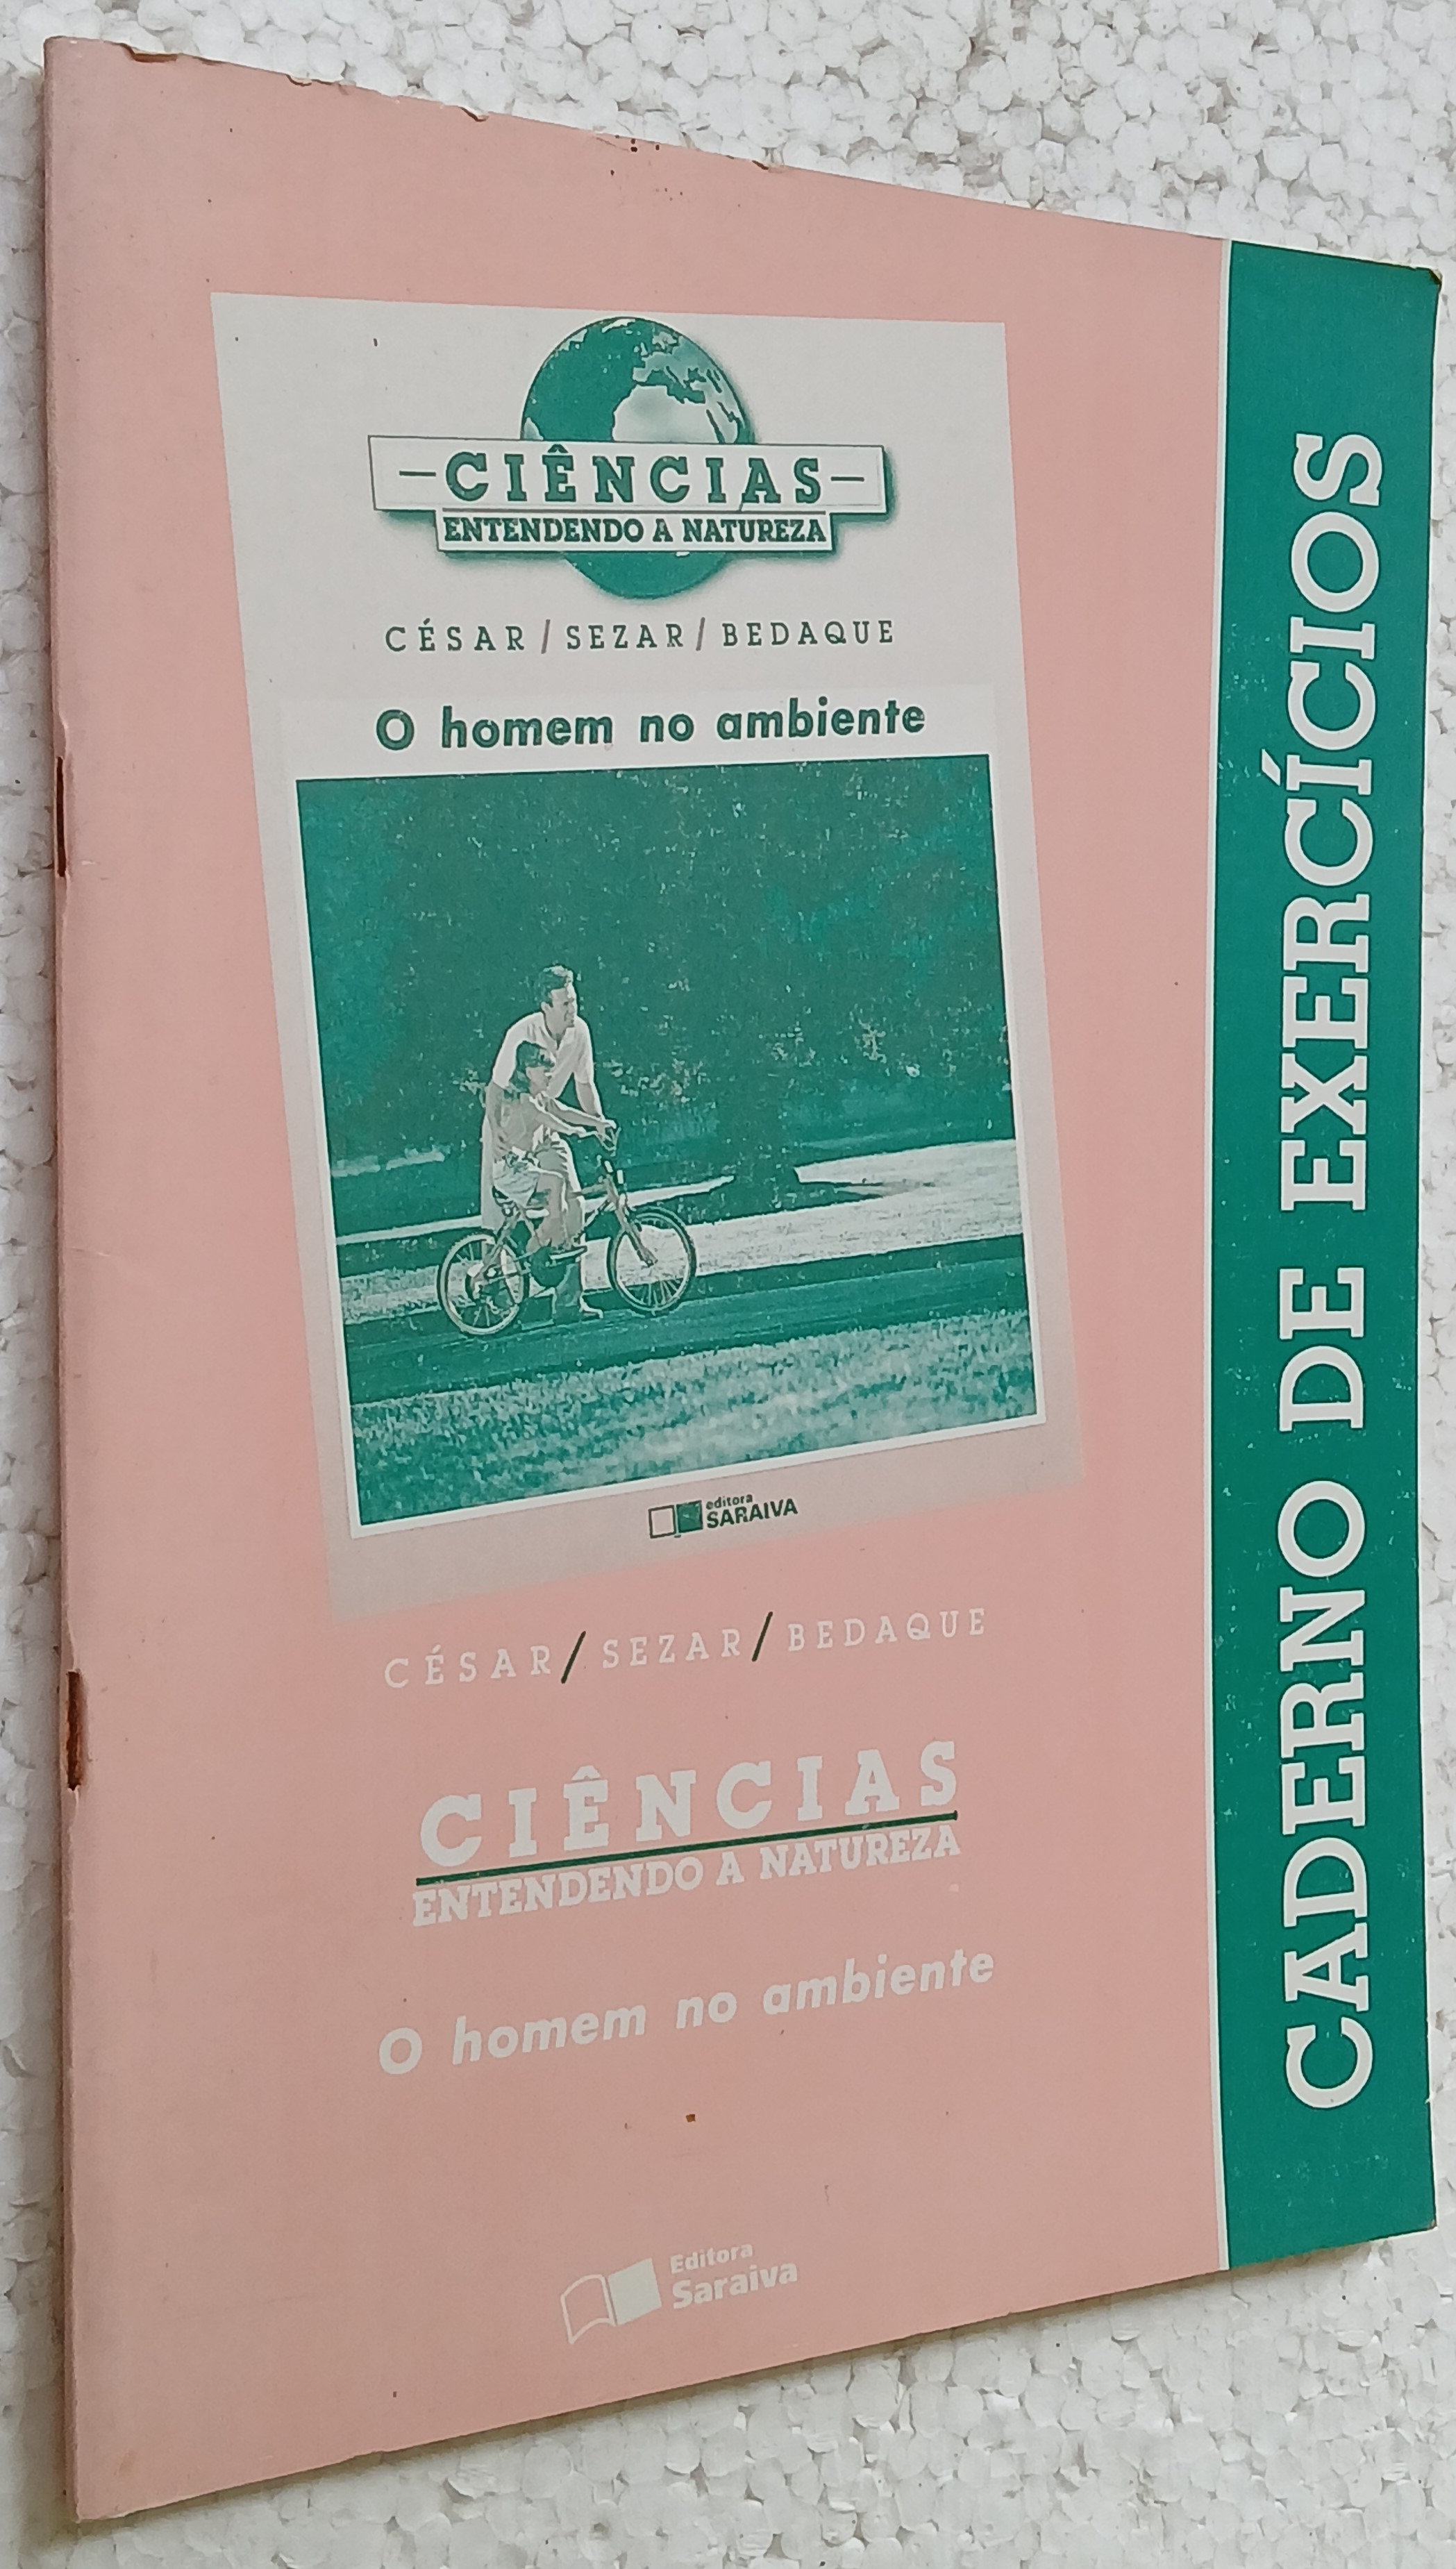 — CIÊNCIAS —
ENTENDENDO A NATUREZA
CÉSAR / SEZAR / BEDAQUE
O homem no ambiente
editora
SARAIVA
CÉSAR / SEZAR / BEDAQUE
CIÊNCIAS
ENTENDENDO A NATUREZA
O homem no ambiente
Editora
Saraiva
CADERNO DE EXERCÍCIOS